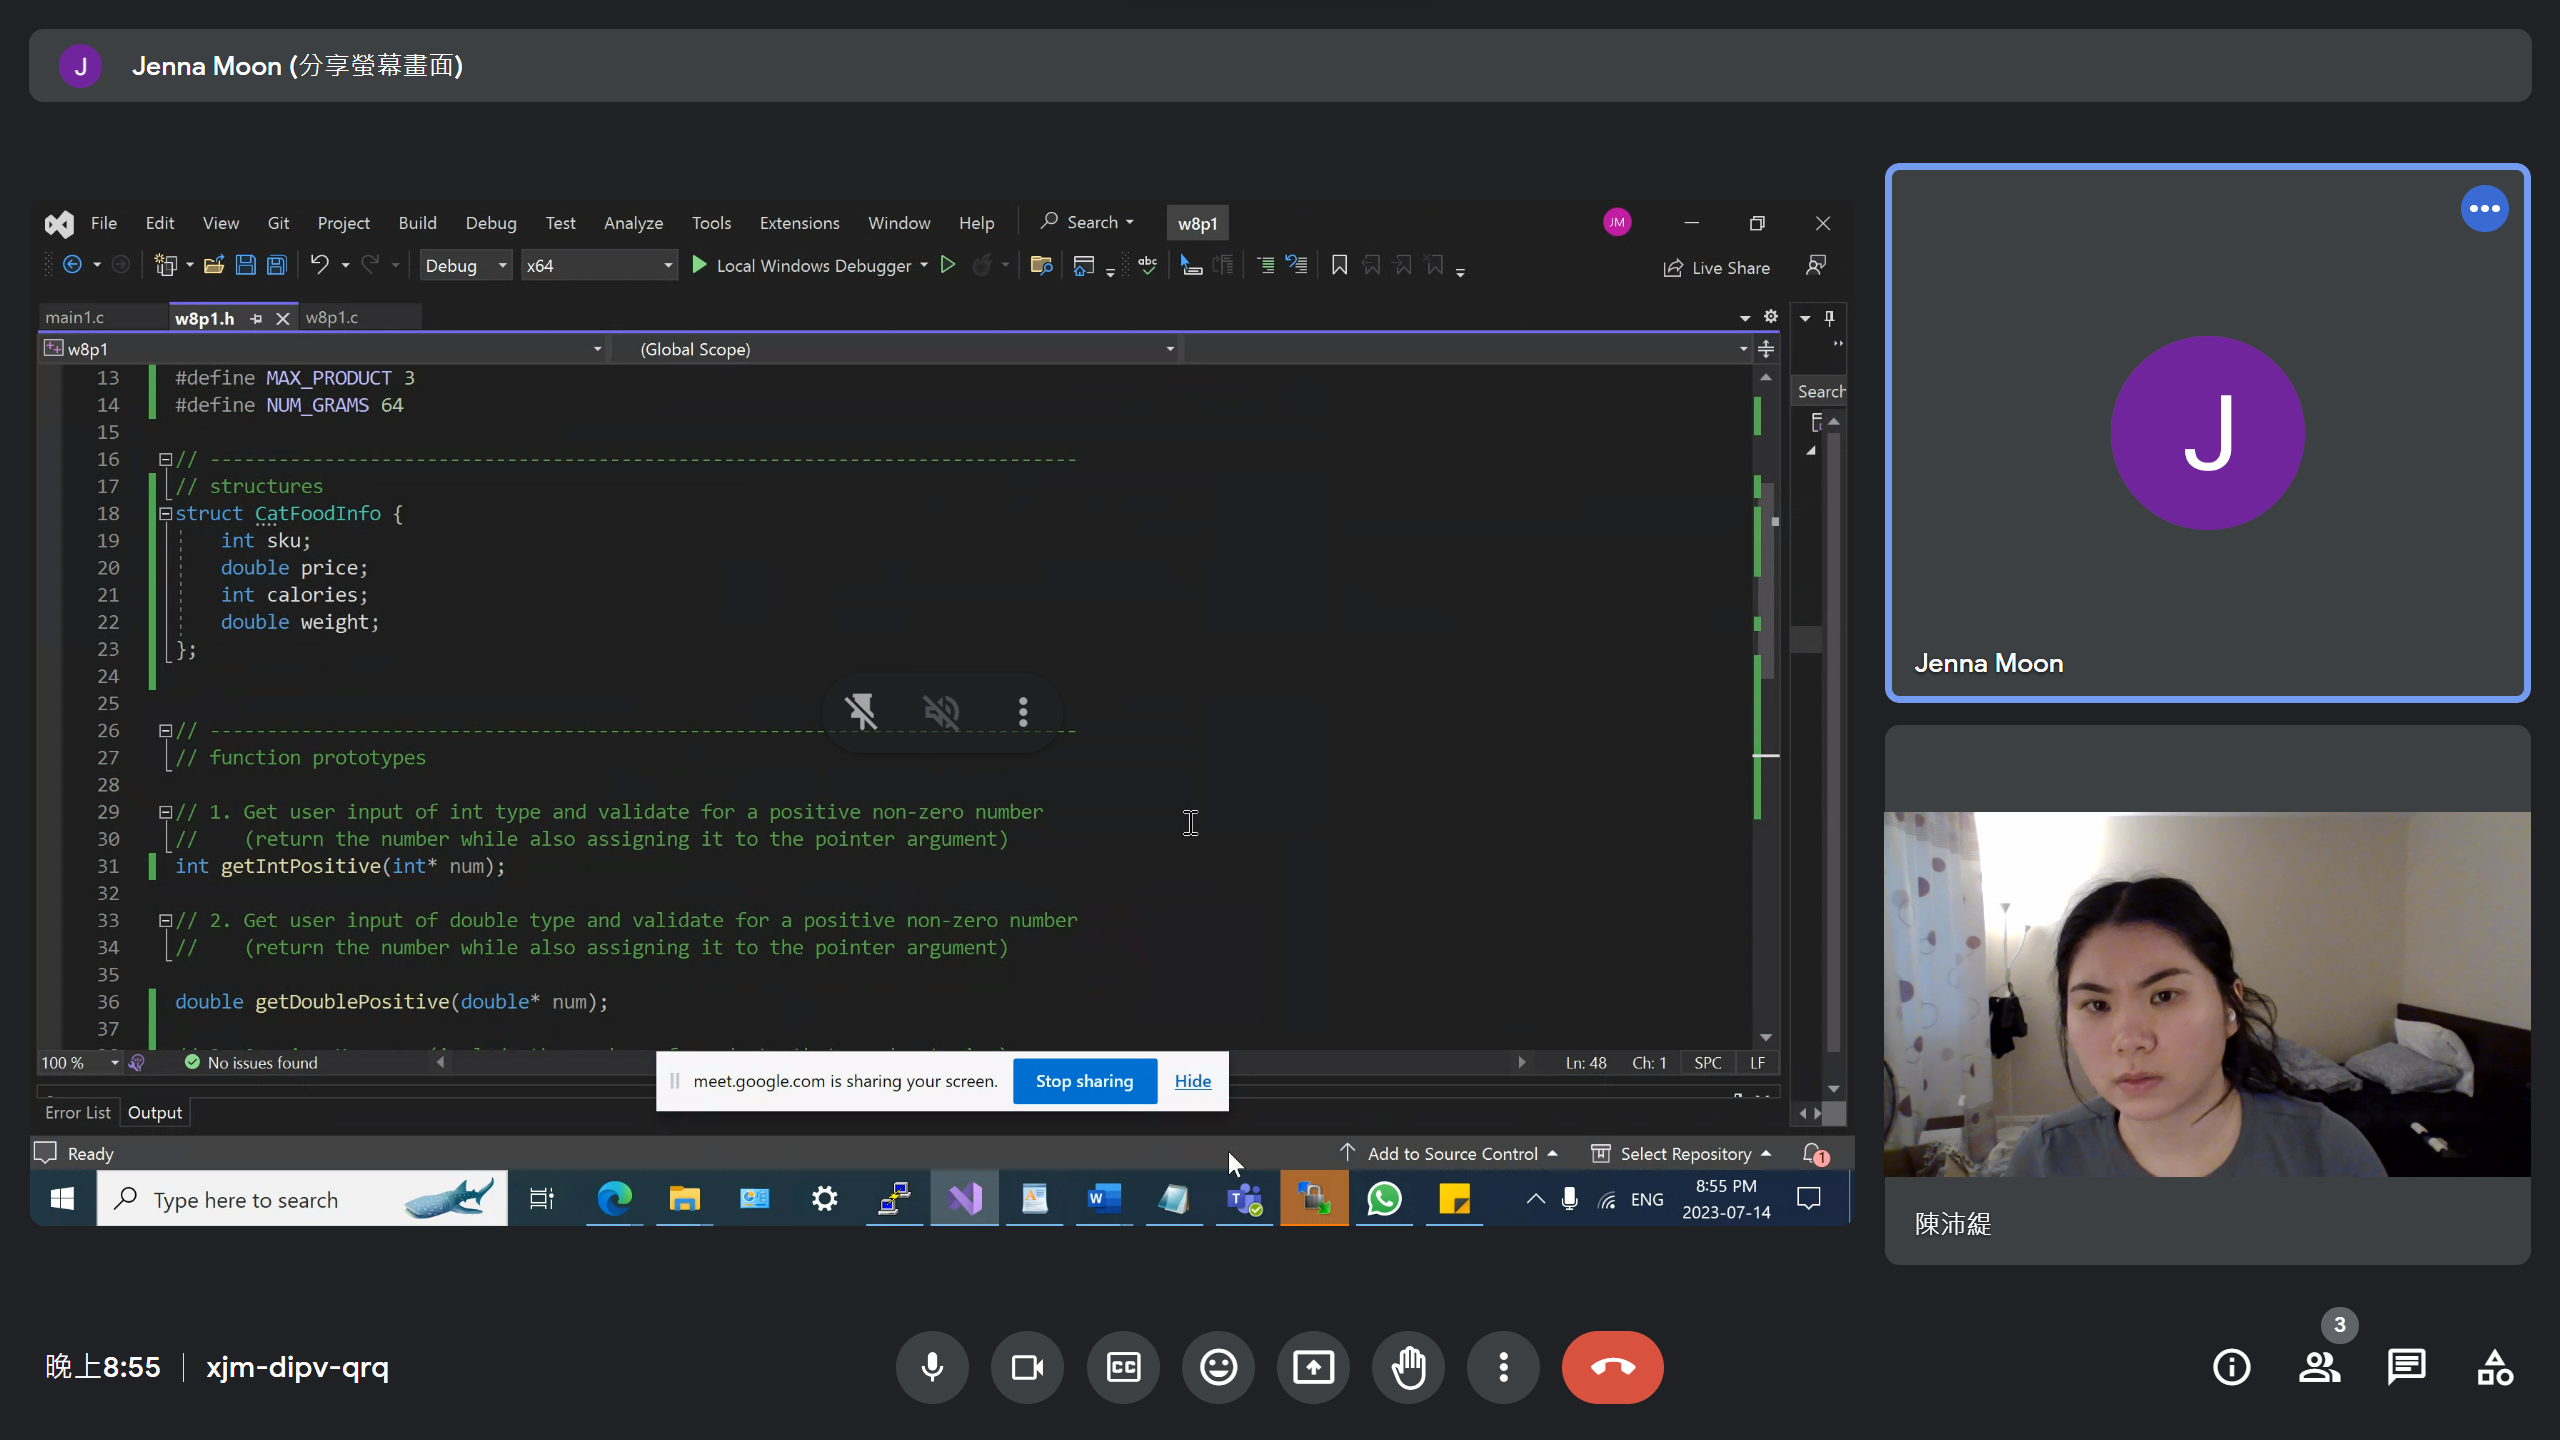 J Jenna Moon (分享螢幕畫面)
File Edit View Git Project Build Debug Test Analyze Tools Extensions Window Help Search w8p1 JM
Debug x64 Local Windows Debugger abc Live Share
main1.c w8p1.h w8p1.c
w8p1 (Global Scope)
Search
13 #define MAX_PRODUCT 3
14 #define NUM_GRAMS 64
15
16 // ----------------------------------------------------------------------------
17 // structures
18 struct CatFoodInfo {
19 int sku;
20 double price;
21 int calories;
22 double weight;
23 };
24
25
26 // ----------------------------------------------------------------------------
27 // function prototypes
28
29 // 1. Get user input of int type and validate for a positive non-zero number
30 //    (return the number while also assigning it to the pointer argument)
31 int getIntPositive(int* num);
32
33 // 2. Get user input of double type and validate for a positive non-zero number
34 //    (return the number while also assigning it to the pointer argument)
35
36 double getDoublePositive(double* num);
37
100 % No issues found Ln: 48 Ch: 1 SPC LF
meet.google.com is sharing your screen. Stop sharing Hide
Error List Output
Ready Add to Source Control Select Repository 1
Type here to search ENG 8:55 PM
2023-07-14
J
Jenna Moon
陳沛緹
晚上8:55 xjm-dipv-qrq
CC
3